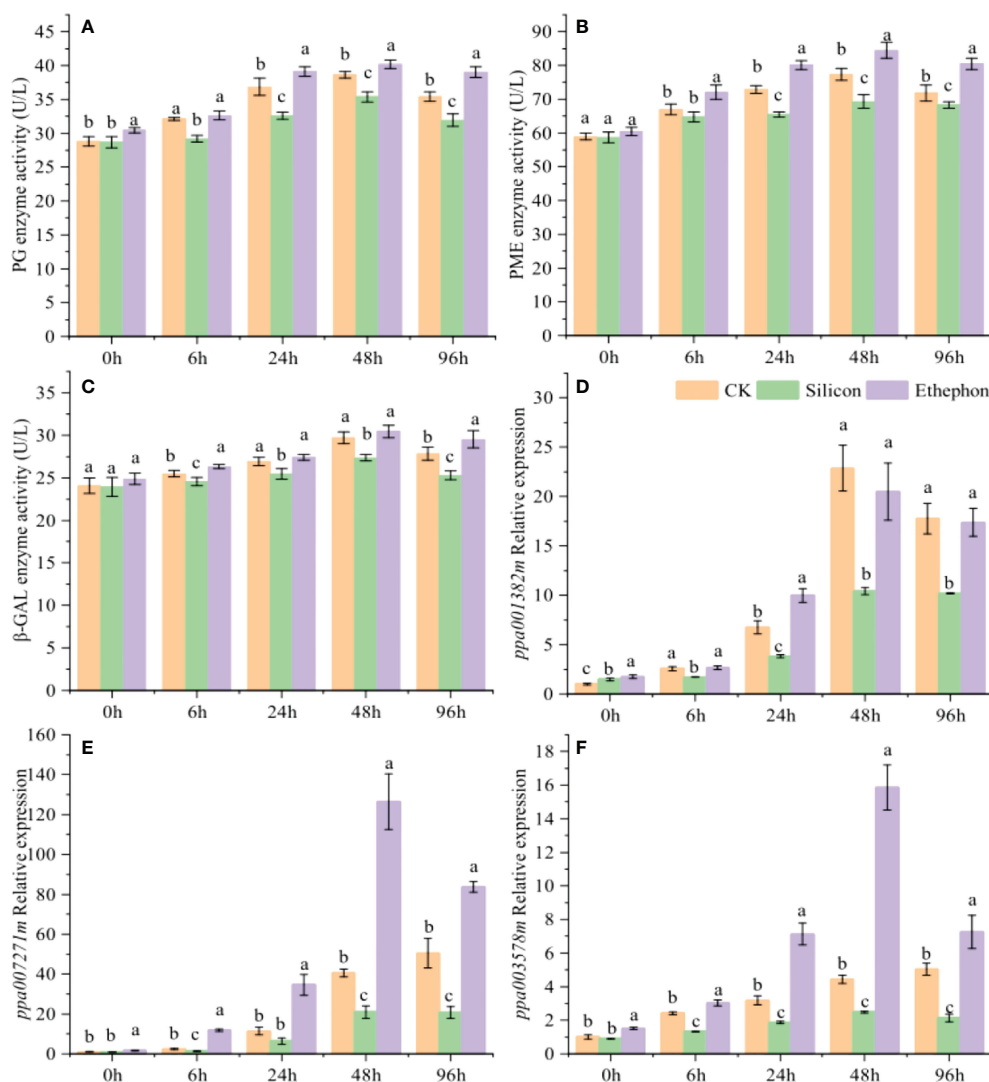 A
PG enzyme activity (U/L)
45
40
35
30
25
20
15
10
5
0
b b a
a b a
b c a
b c a
b c a
0h 6h 24h 48h 96h
B
PME enzyme activity (U/L)
90
80
70
60
50
40
30
20
10
0
a a a
b b a
b c a
b c a
b b a
0h 6h 24h 48h 96h
C
β-GAL enzyme activity (U/L)
35
30
25
20
15
10
5
0
a a a
b c a
a b a
a b a
b c a
0h 6h 24h 48h 96h
D
CK Silicon Ethephon
ppa001382m Relative expression
30
25
20
15
10
5
0
c b a
a b a
b c a
a b a
a b a
0h 6h 24h 48h 96h
E
ppa007271m Relative expression
160
140
120
100
80
60
40
20
0
b b a
b c a
b b a
b c a
b c a
0h 6h 24h 48h 96h
F
ppa003578m Relative expression
18
16
14
12
10
8
6
4
2
0
b b a
b c a
b c a
b c a
b c a
0h 6h 24h 48h 96h